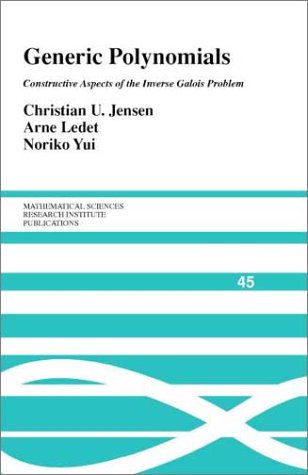 Generic Polynomials
Constructive Aspects of the Inverse Galois Problem
Christian U. Jensen
Arne Ledet
Noriko Yui
MATHEMATICAL SCIENCES
RESEARCH INSTITUTE
PUBLICATIONS
45